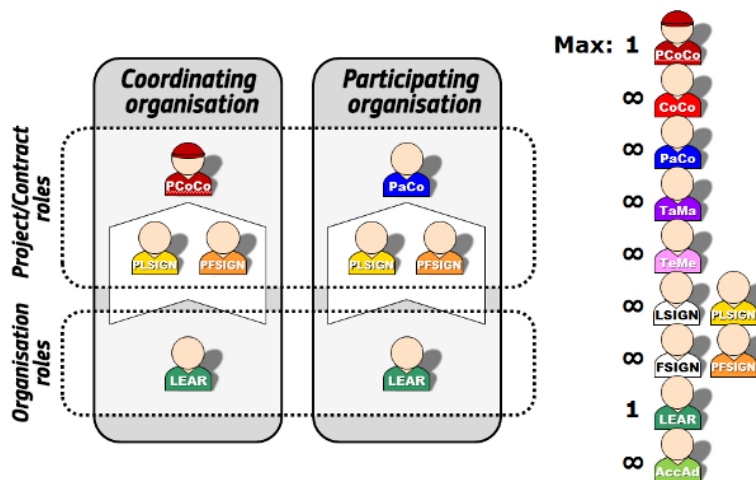 Coordinating
organisation
Participating
organisation
Project/Contract
roles
PCoCo
PaCo
PLSIGN PFSIGN
PLSIGN PFSIGN
Organisation
roles
LEAR
LEAR
Max: 1 PCoCo
∞ CoCo
∞ PaCo
∞ TaMa
∞ TeMe
∞ LSIGN PLSIGN
∞ FSIGN PFSIGN
1 LEAR
∞ AccAd